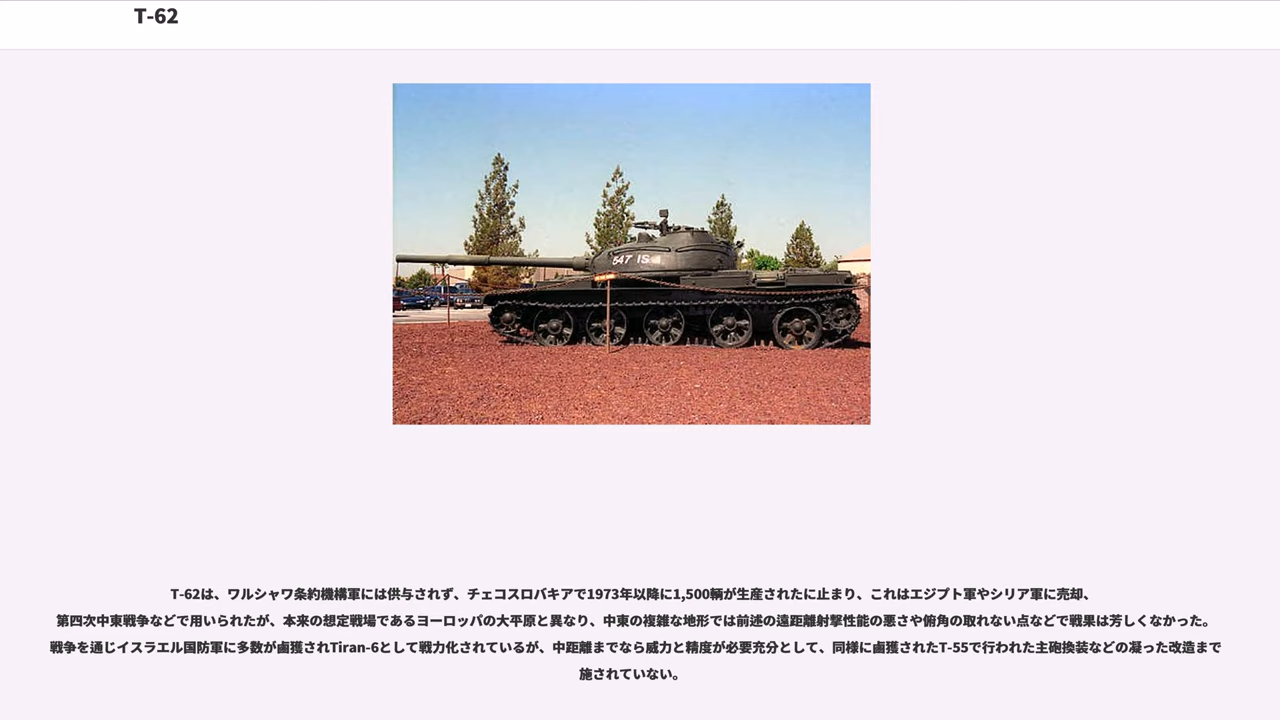 T-62
547 IS
T-62は、ワルシャワ条約機構軍には供与されず、チェコスロバキアで1973年以降に1,500輌が生産されたに止まり、これはエジプト軍やシリア軍に売却、
第四次中東戦争などで用いられたが、本来の想定戦場であるヨーロッパの大平原と異なり、中東の複雑な地形では前述の遠距離射撃性能の悪さや俯角の取れない点などで戦果は芳しくなかった。
戦争を通じイスラエル国防軍に多数が鹵獲されTiran-6として戦力化されているが、中距離までなら威力と精度が必要充分として、同様に鹵獲されたT-55で行われた主砲換装などの凝った改造まで
施されていない。